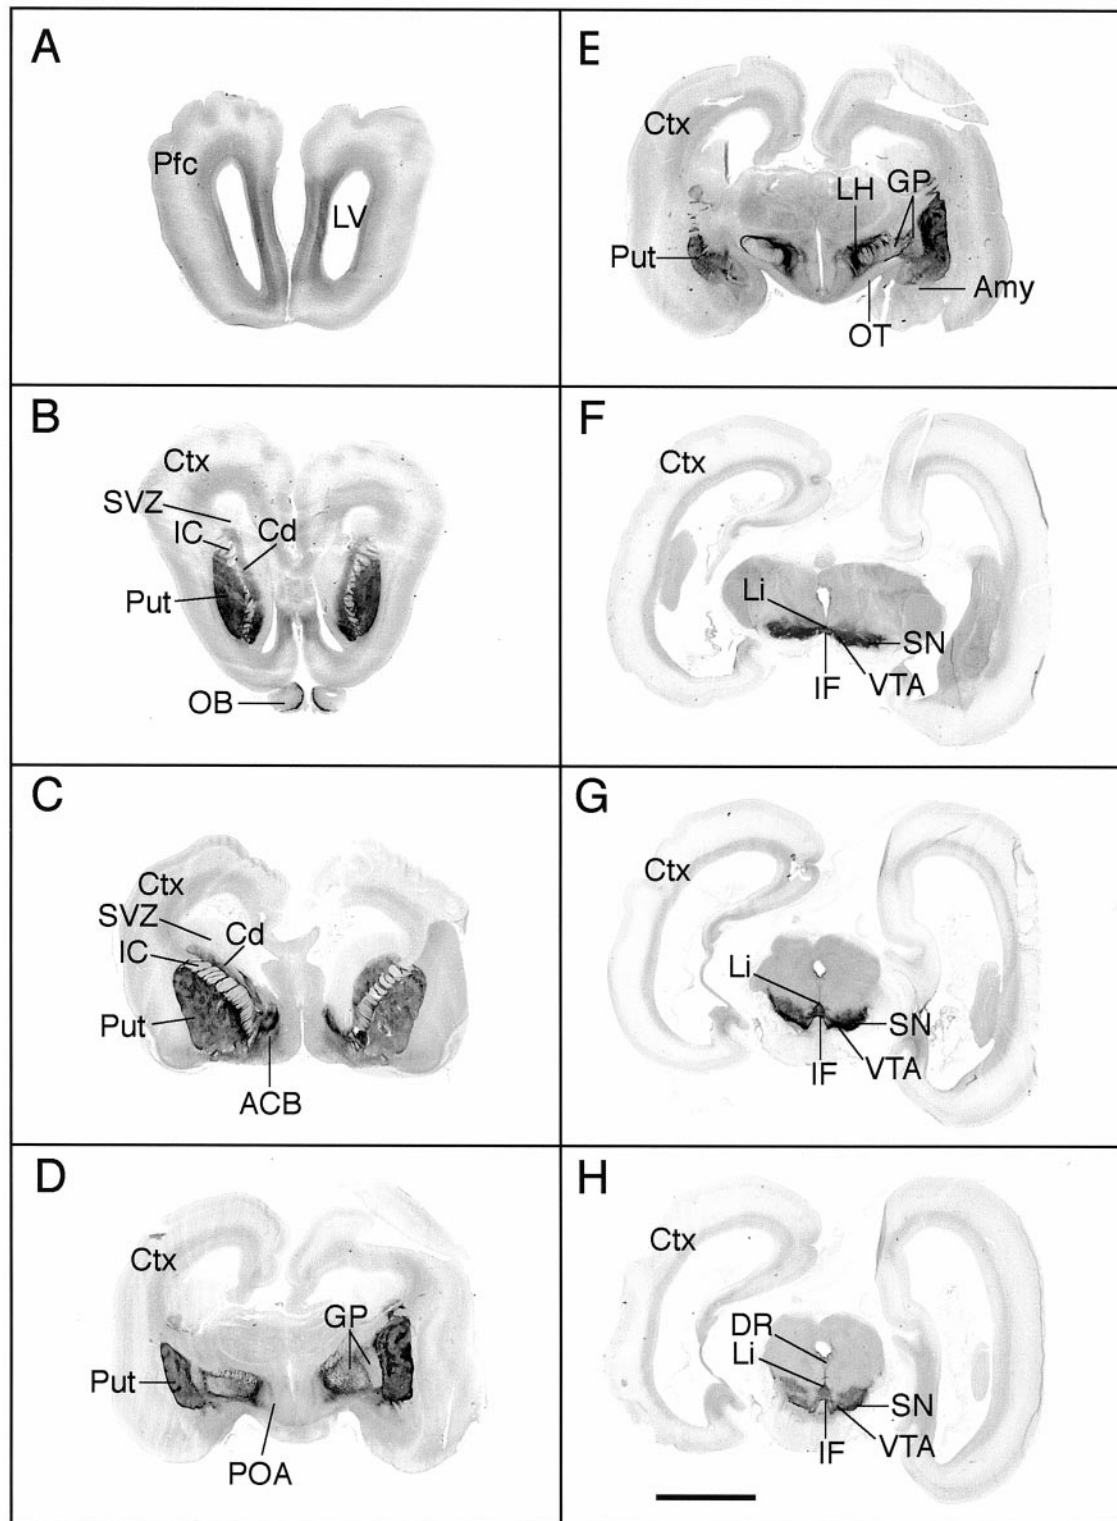 A
Pfc
LV
B
Ctx
SVZ
IC
Cd
Put
OB
C
Ctx
SVZ
IC
Cd
Put
ACB
D
Ctx
GP
Put
POA
E
Ctx
LH
GP
Put
Amy
OT
F
Ctx
Li
SN
IF
VTA
G
Ctx
Li
SN
IF
VTA
H
Ctx
DR
Li
SN
IF
VTA